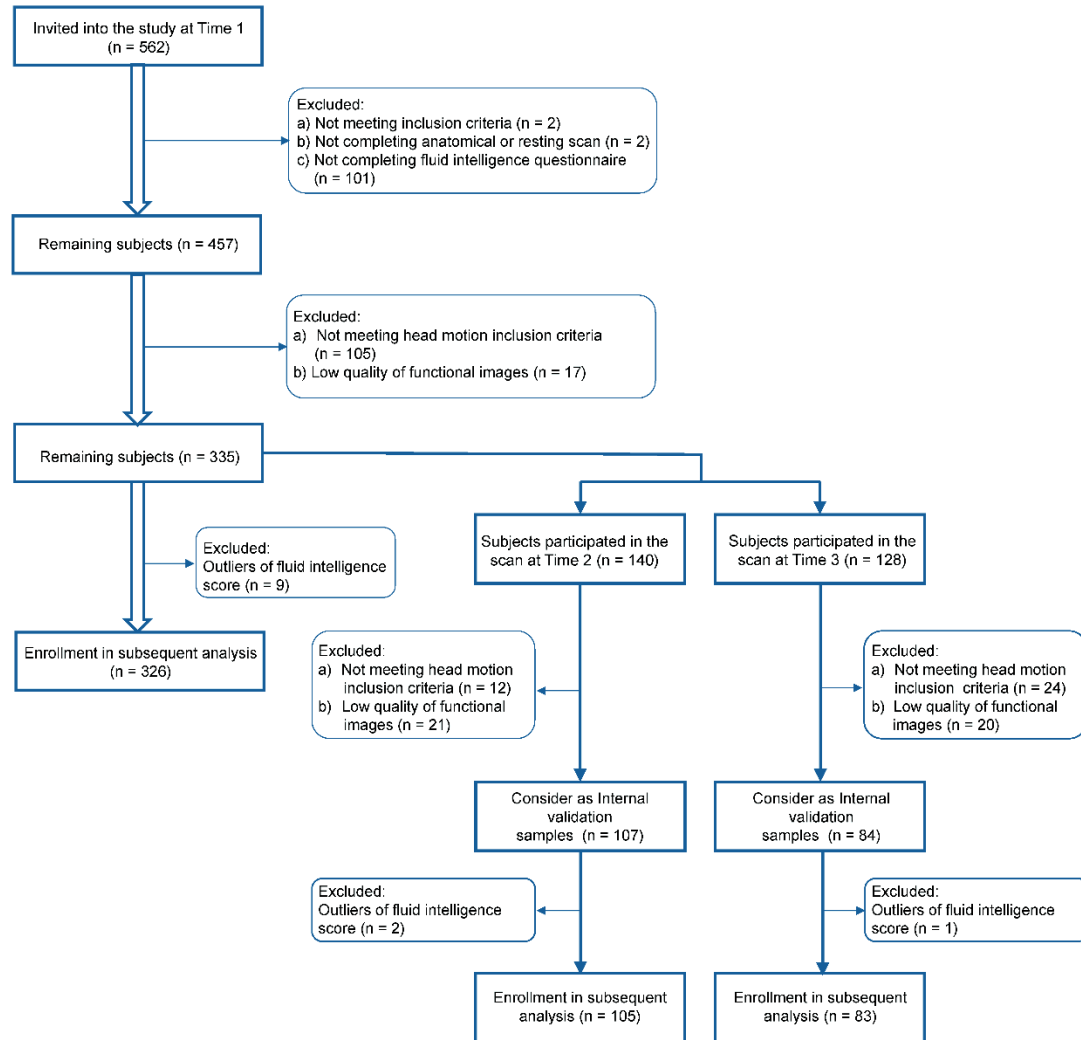 Invited into the study at Time 1
(n = 562)
Excluded:
a) Not meeting inclusion criteria (n = 2)
b) Not completing anatomical or resting scan (n = 2)
c) Not completing fluid intelligence questionnaire
(n = 101)
Remaining subjects (n = 457)
Excluded:
a) Not meeting head motion inclusion criteria
(n = 105)
b) Low quality of functional images (n = 17)
Remaining subjects (n = 335)
Excluded:
Outliers of fluid intelligence
score (n = 9)
Enrollment in subsequent analysis
(n = 326)
Subjects participated in the
scan at Time 2 (n = 140)
Subjects participated in the
scan at Time 3 (n = 128)
Excluded:
a) Not meeting head motion
inclusion criteria (n = 12)
b) Low quality of functional
images (n = 21)
Excluded:
a) Not meeting head motion
inclusion criteria (n = 24)
b) Low quality of functional
images (n = 20)
Consider as Internal
validation
samples (n = 107)
Consider as Internal
validation
samples (n = 84)
Excluded:
Outliers of fluid intelligence
score (n = 2)
Excluded:
Outliers of fluid intelligence
score (n = 1)
Enrollment in subsequent
analysis (n = 105)
Enrollment in subsequent
analysis (n = 83)